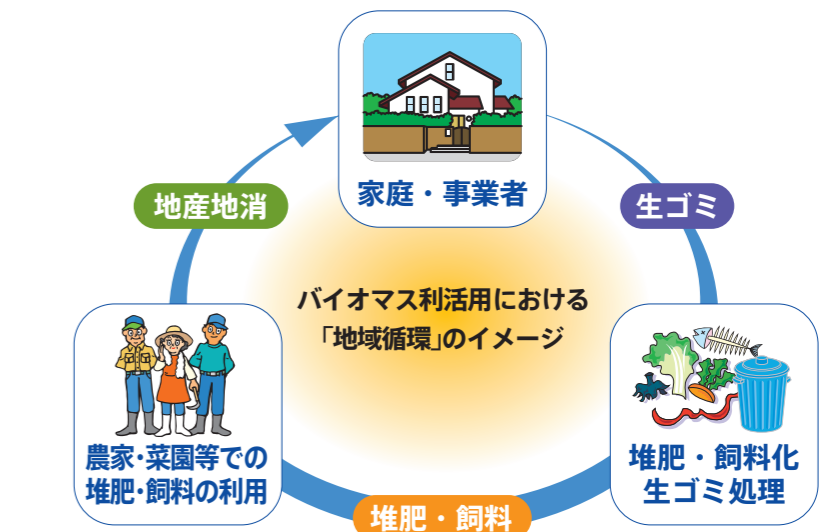 家庭・事業者
地産地消
生ゴミ
バイオマス利活用における
「地域循環」のイメージ
農家・菜園等での
堆肥・飼料の利用
堆肥・飼料化
生ゴミ処理
堆肥・飼料